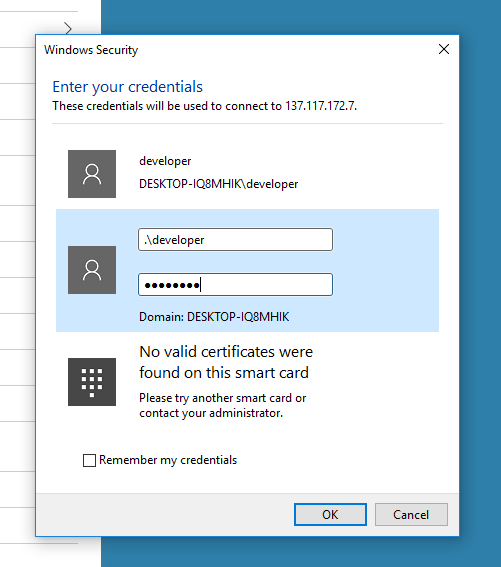 Windows Security
Enter your credentials
These credentials will be used to connect to 137.117.172.7.
developer
DESKTOP-IQ8MHIK\developer
.\developer
●●●●●●●●
Domain: DESKTOP-IQ8MHIK
No valid certificates were
found on this smart card
Please try another smart card or
contact your administrator.
Remember my credentials
OK
Cancel